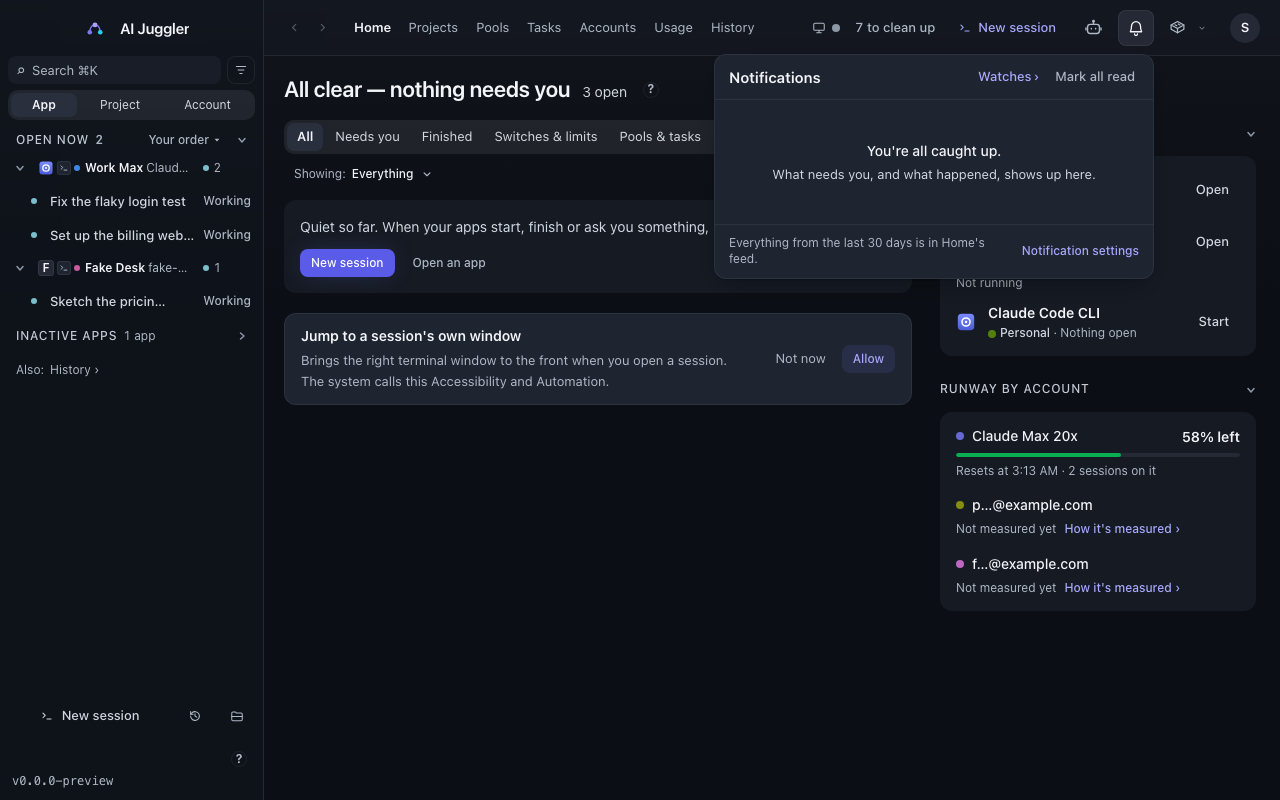 AI Juggler
Search ⌘K
App Project Account
OPEN NOW 2 Your order
Work Max Claud... 2
Fix the flaky login test Working
Set up the billing web... Working
F Fake Desk fake-... 1
Sketch the pricin... Working
INACTIVE APPS 1 app
Also: History ›
New session
?
v0.0.0-preview
Home Projects Pools Tasks Accounts Usage History
7 to clean up New session S
All clear — nothing needs you 3 open ?
All Needs you Finished Switches & limits Pools & tasks
Showing: Everything
Quiet so far. When your apps start, finish or ask you something,
New session Open an app
Jump to a session's own window
Brings the right terminal window to the front when you open a session.
The system calls this Accessibility and Automation.
Not now Allow
Notifications Watches › Mark all read
You're all caught up.
What needs you, and what happened, shows up here.
Everything from the last 30 days is in Home's
feed.
Notification settings
Open
Open
Not running
Claude Code CLI
Personal · Nothing open
Start
RUNWAY BY ACCOUNT
Claude Max 20x 58% left
Resets at 3:13 AM · 2 sessions on it
p...@example.com
Not measured yet How it's measured ›
f...@example.com
Not measured yet How it's measured ›